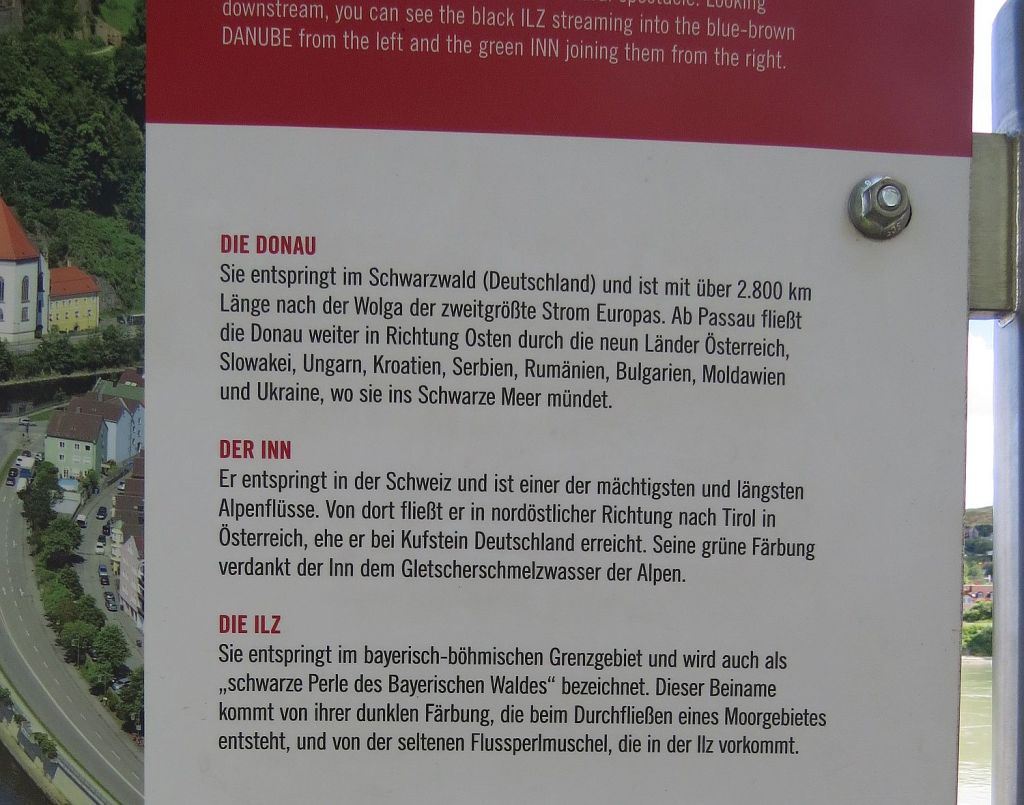 Looking
downstream, you can see the black ILZ streaming into the blue-brown
DANUBE from the left and the green INN joining them from the right.
DIE DONAU
Sie entspringt im Schwarzwald (Deutschland) und ist mit über 2.800 km
Länge nach der Wolga der zweitgrößte Strom Europas. Ab Passau fließt
die Donau weiter in Richtung Osten durch die neun Länder Österreich,
Slowakei, Ungarn, Kroatien, Serbien, Rumänien, Bulgarien, Moldawien
und Ukraine, wo sie ins Schwarze Meer mündet.
DER INN
Er entspringt in der Schweiz und ist einer der mächtigsten und längsten
Alpenflüsse. Von dort fließt er in nordöstlicher Richtung nach Tirol in
Österreich, ehe er bei Kufstein Deutschland erreicht. Seine grüne Färbung
verdankt der Inn dem Gletscherschmelzwasser der Alpen.
DIE ILZ
Sie entspringt im bayerisch-böhmischen Grenzgebiet und wird auch als
„schwarze Perle des Bayerischen Waldes“ bezeichnet. Dieser Beiname
kommt von ihrer dunklen Färbung, die beim Durchfließen eines Moorgebietes
entsteht, und von der seltenen Flussperlmuschel, die in der Ilz vorkommt.